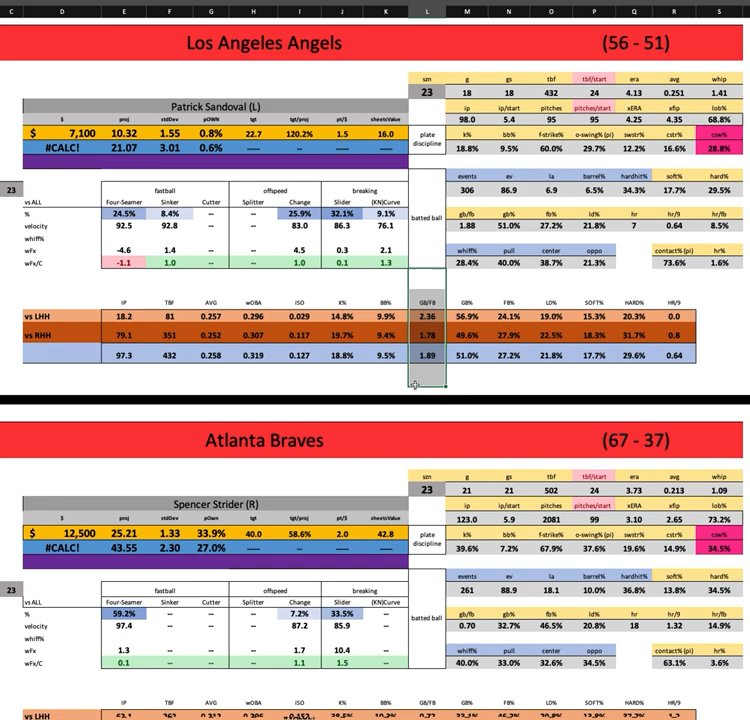 C D E F G H I J K L M N O P Q R S
Los Angeles Angels (56 - 51)
szn g gs tbf tbf/start era avg whip
23 18 18 432 24 4.13 0.251 1.41
Patrick Sandoval (L) ip ip/start pitches pitches/start xERA xfip lob%
$ proj stdDev pOWN tgt tgt/proj pt/$ sheetsValue 98.0 5.4 95 95 4.25 4.35 68.8%
$ 7,100 10.32 1.55 0.8% 22.7 120.2% 1.5 16.0 plate discipline k% bb% f-strike% o-swing% (pi) swstr% cstr% csw%
#CALC! 21.07 3.01 0.6% ---- -- ---- ---- 18.8% 9.5% 60.0% 29.7% 12.2% 16.6% 28.8%
events ev la barrel% hardhit% soft% hard%
23 fastball offspeed breaking 306 86.9 6.9 6.5% 34.3% 17.7% 29.5%
vs ALL Four-Seamer Sinker Cutter Splitter Change Slider (KN)Curve batted ball
% 24.5% 8.4% -- -- 25.9% 32.1% 9.1% gb/fb gb% fb% ld% hr hr/9 hr/fb
velocity 92.5 92.8 -- -- 83.0 86.3 76.1 1.88 51.0% 27.2% 21.8% 7 0.64 8.5%
whiff%
wFx -4.6 1.4 4.5 0.3 2.1 whiff% pull center oppo contact% (pi) hr%
wFx/C -1.1 1.0 -- -- 1.0 0.1 1.3 28.4% 40.0% 38.7% 21.3% 73.6% 1.6%
IP TBF AVG wOBA ISO K% BB% GB/FB GB% FB% LD% SOFT% HARD% HR/9
vs LHH 18.2 81 0.257 0.296 0.029 14.8% 9.9% 2.36 56.9% 24.1% 19.0% 15.3% 20.3% 0.0
vs RHH 79.1 351 0.252 0.307 0.117 19.7% 9.4% 1.78 49.6% 27.9% 22.5% 18.3% 31.7% 0.8
97.3 432 0.258 0.319 0.127 18.8% 9.5% 1.89 51.0% 27.2% 21.8% 17.7% 29.6% 0.64
Atlanta Braves (67 - 37)
szn g gs tbf tbf/start era avg whip
23 21 21 502 24 3.73 0.213 1.09
Spencer Strider (R) ip ip/start pitches pitches/start xERA xfip lob%
$ proj stdDev pOwn tgt tgt/proj pt/$ sheetsValue 123.0 5.9 2081 99 3.10 2.65 73.2%
$ 12,500 25.21 1.33 33.9% 40.0 58.6% 2.0 42.8 plate discipline k% bb% f-strike% o-swing% (pi) swstr% cstr% csw%
#CALC! 43.55 2.30 27.0% ---- -- ---- ---- 39.6% 7.2% 67.9% 37.6% 19.6% 14.9% 34.5%
events ev la barrel% hardhit% soft% hard%
23 fastball offspeed breaking 261 88.9 18.1 10.0% 36.8% 13.8% 34.5%
vs ALL Four-Seamer Sinker Cutter Splitter Change Slider (KN)Curve batted ball
% 59.2% -- -- -- 7.2% 33.5% -- gb/fb gb% fb% ld% hr hr/9 hr/fb
velocity 97.4 -- -- -- 87.2 85.9 -- 0.70 32.7% 46.5% 20.8% 18 1.32 14.9%
whiff%
wFx 1.3 1.7 10.4 whiff% pull center oppo contact% (pi) hr%
wFx/C 0.1 -- -- -- 1.1 1.5 -- 40.0% 33.0% 32.6% 34.5% 63.1% 3.6%
IP TBF AVG wOBA ISO K% BB% GB/FB GB% FB% LD% SOFT% HARD% HR/9
vs LHH